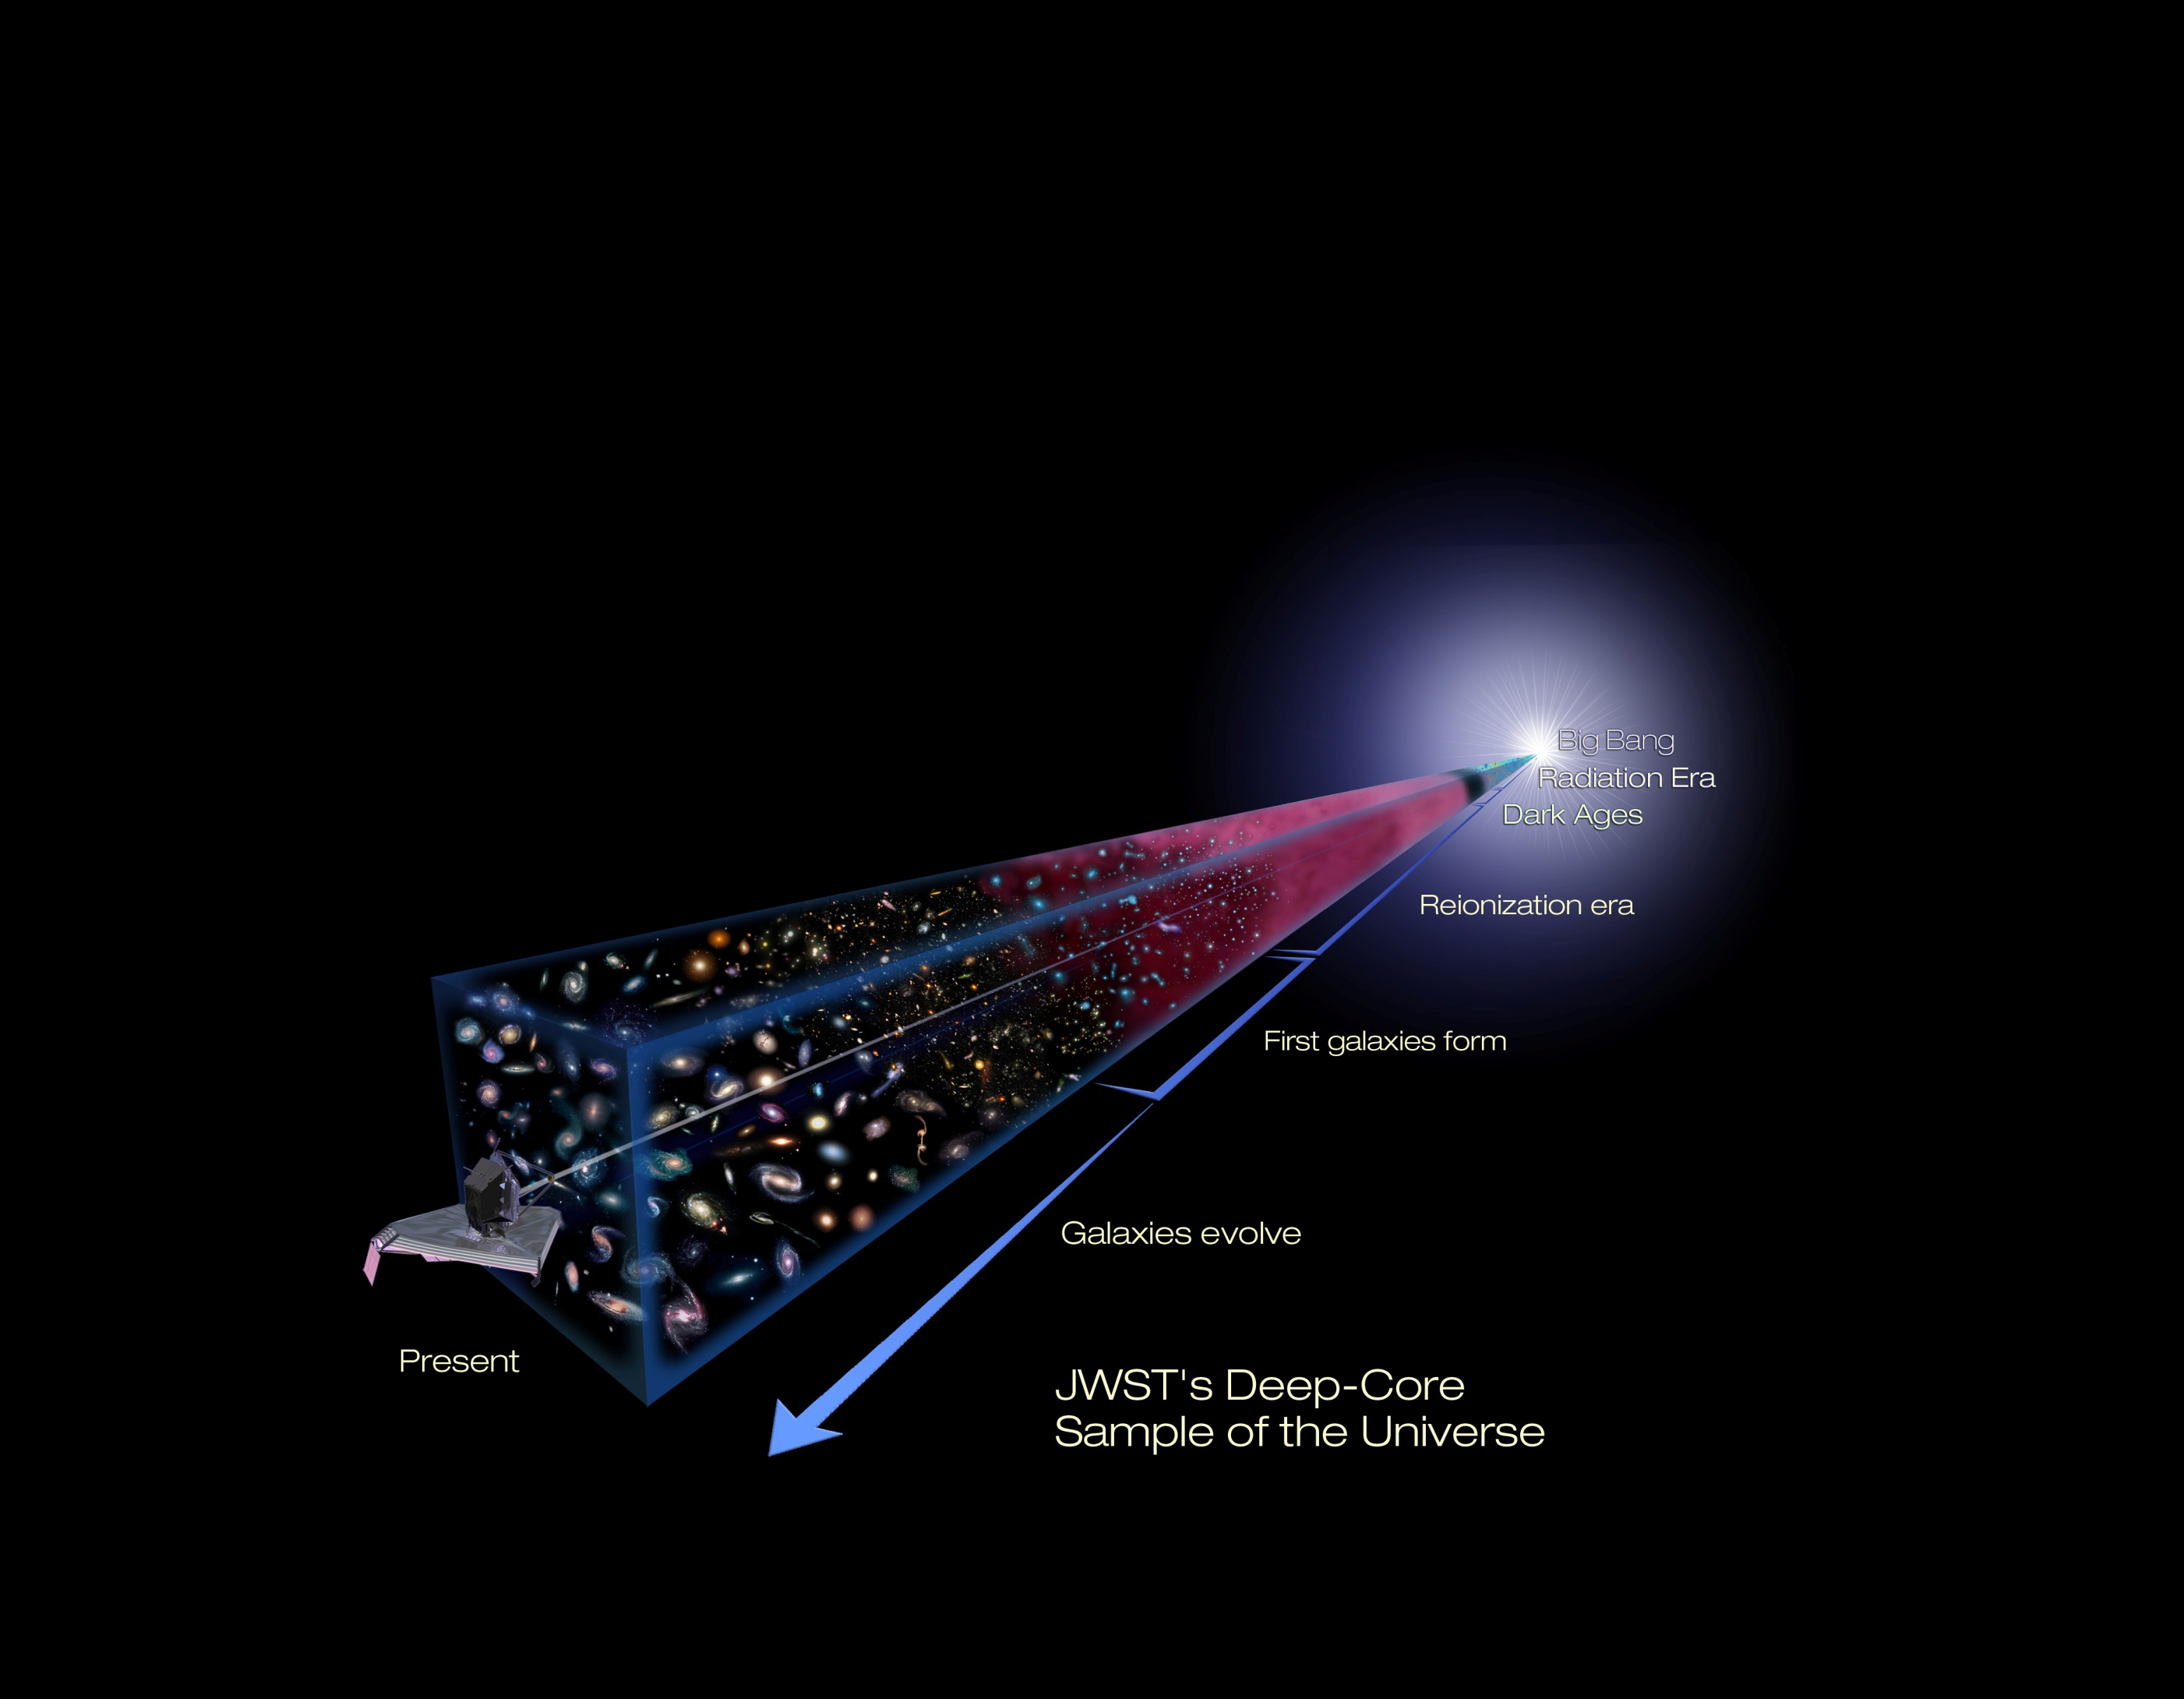 Big Bang
Radiation Era
Dark Ages
Reionization era
First galaxies form
Galaxies evolve
Present
JWST's Deep-Core
Sample of the Universe